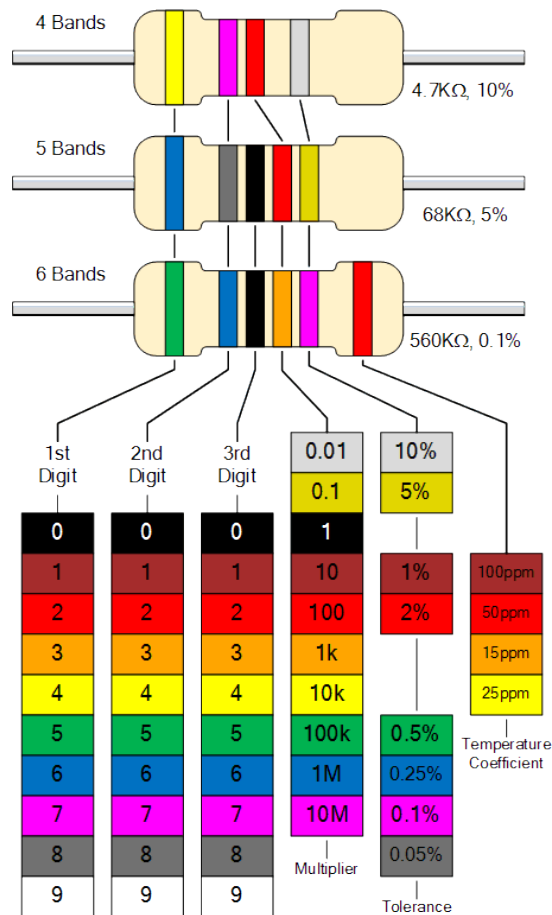 4 Bands
4.7KΩ, 10%
5 Bands
68KΩ, 5%
6 Bands
560KΩ, 0.1%
1st
Digit
2nd
Digit
3rd
Digit
0.01 10%
0.1 5%
0 0 0 1
1 1 1 10 1% 100ppm
2 2 2 100 2% 50ppm
3 3 3 1k 15ppm
4 4 4 10k 25ppm
5 5 5 100k 0.5%
Temperature
Coefficient
6 6 6 1M 0.25%
7 7 7 10M 0.1%
8 8 8 0.05%
Multiplier
9 9 9
Tolerance